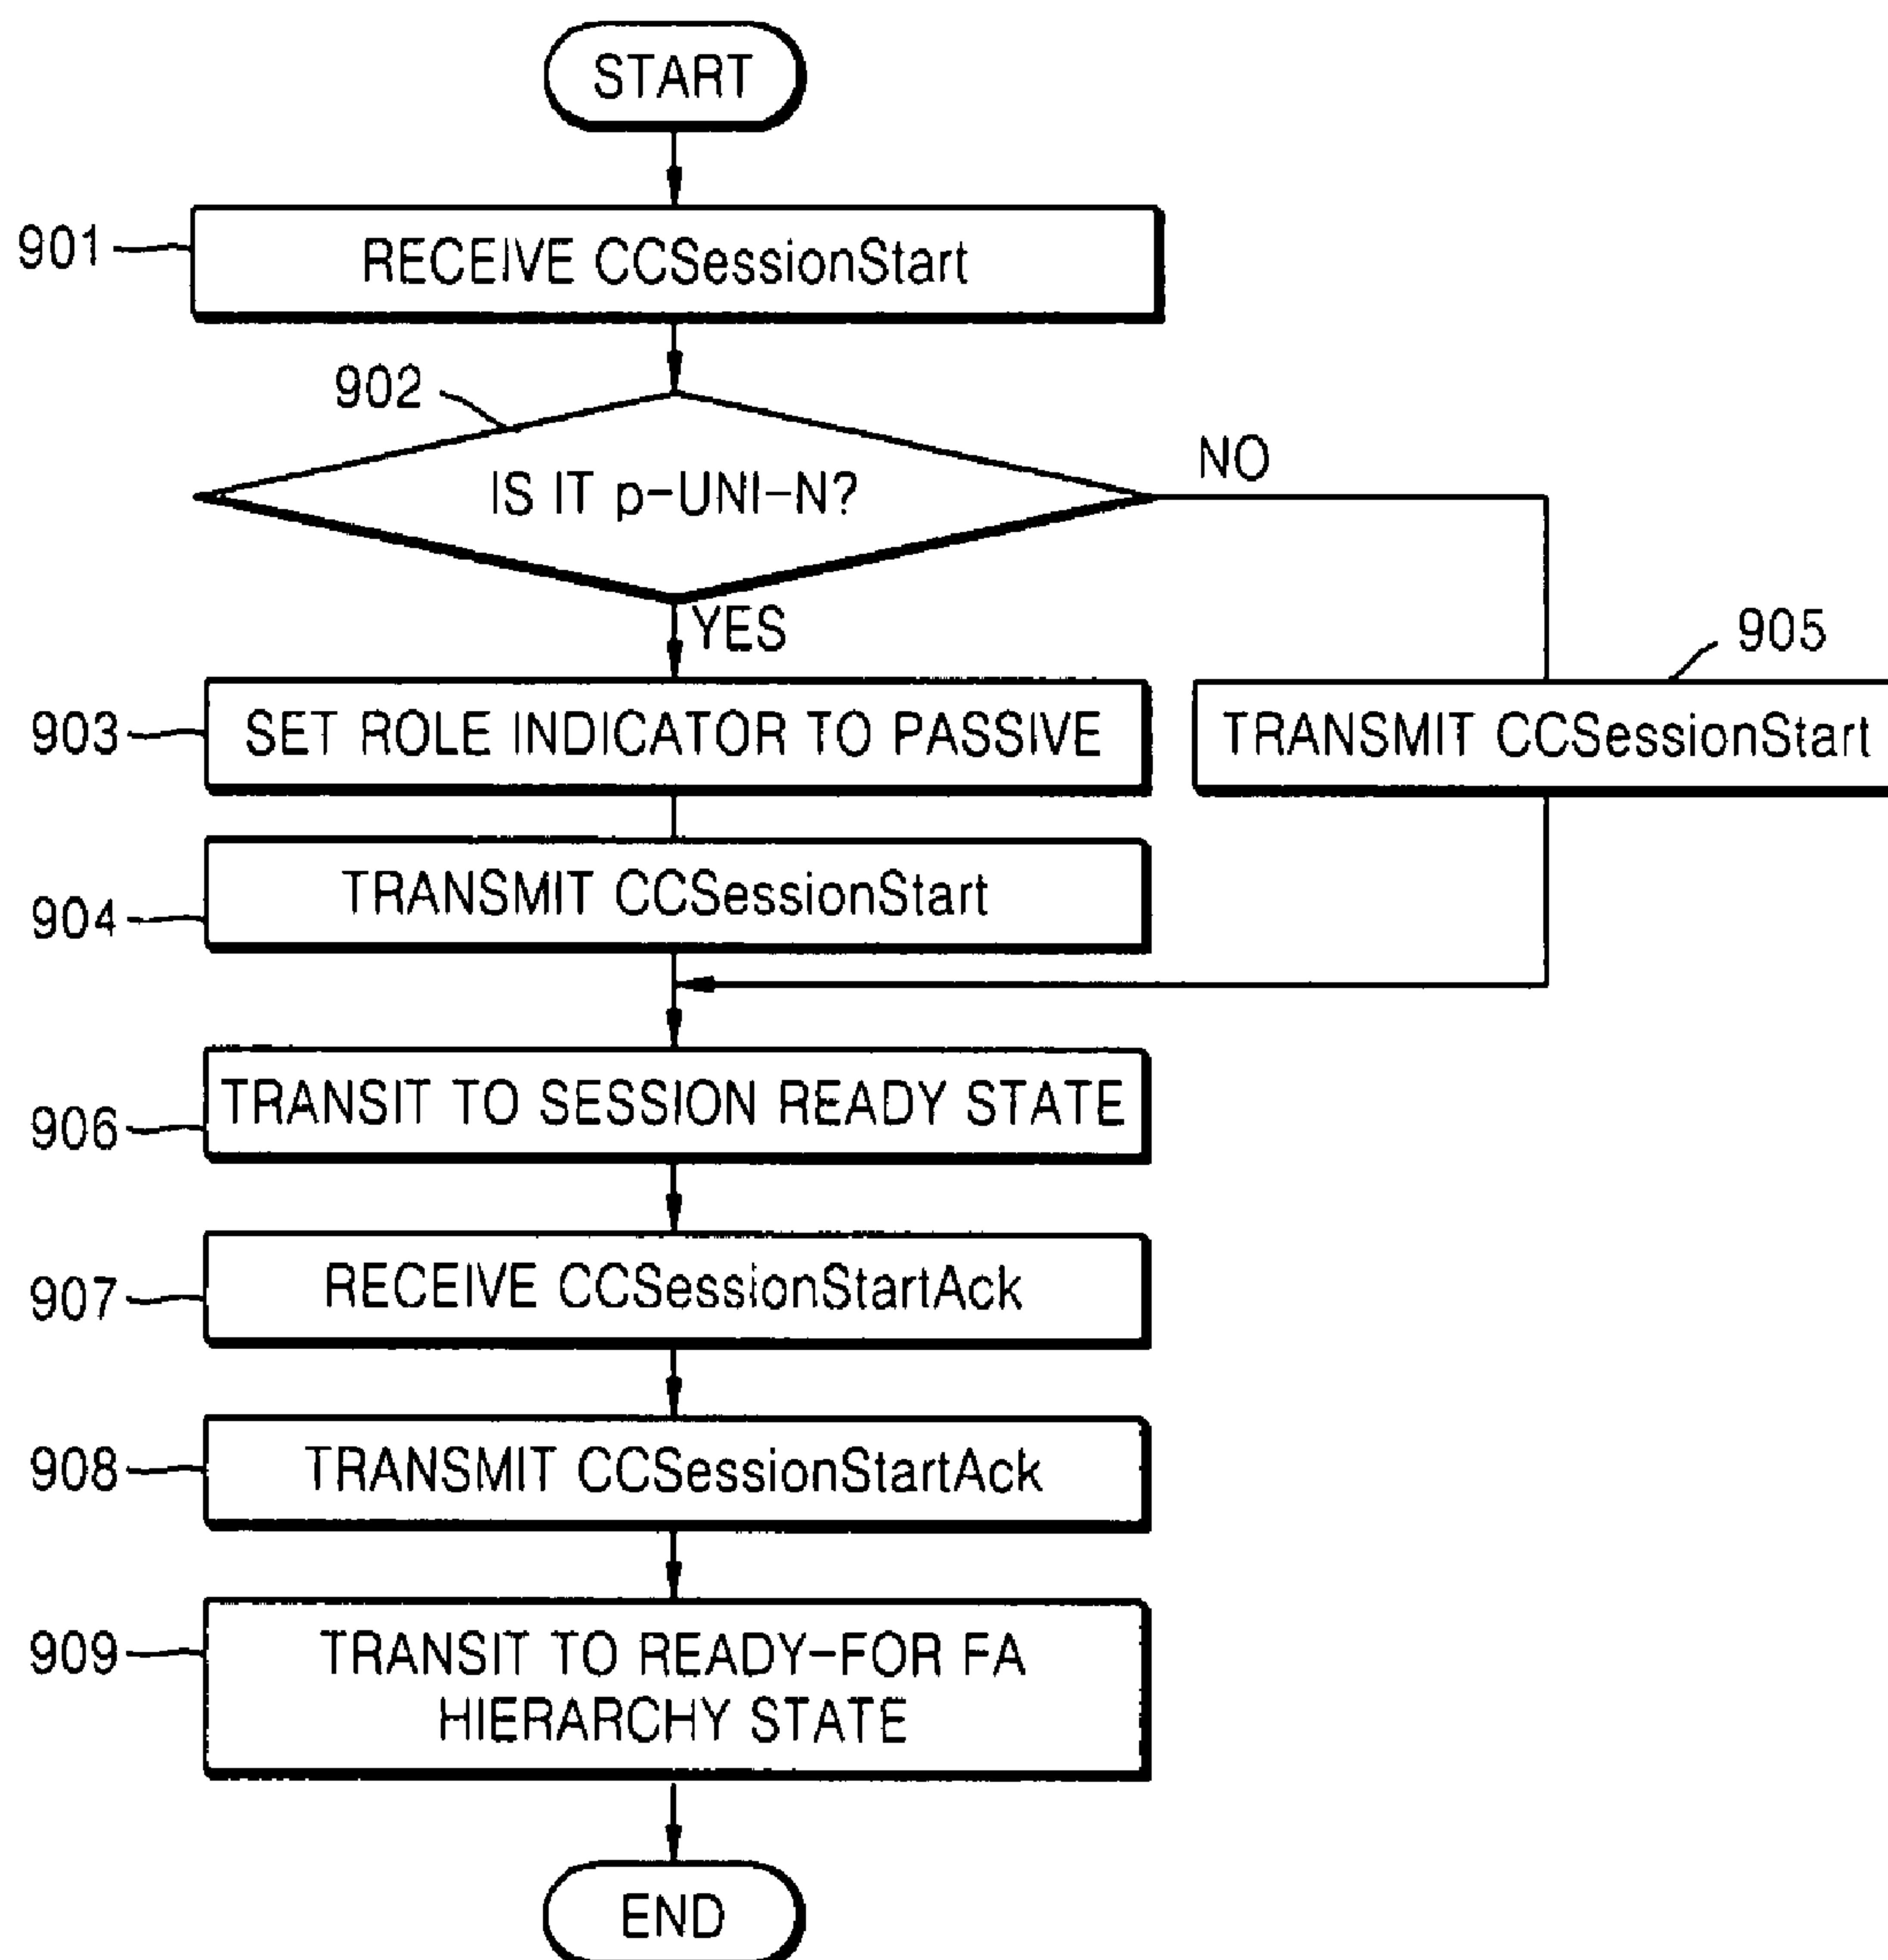 START
901
RECEIVE CCSessionStart
902
IS IT p-UNI-N?
NO
YES
905
903
SET ROLE INDICATOR TO PASSIVE
TRANSMIT CCSessionStart
904
TRANSMIT CCSessionStart
906
TRANSIT TO SESSION READY STATE
907
RECEIVE CCSessionStartAck
908
TRANSMIT CCSessionStartAck
909
TRANSIT TO READY-FOR FA
HIERARCHY STATE
END